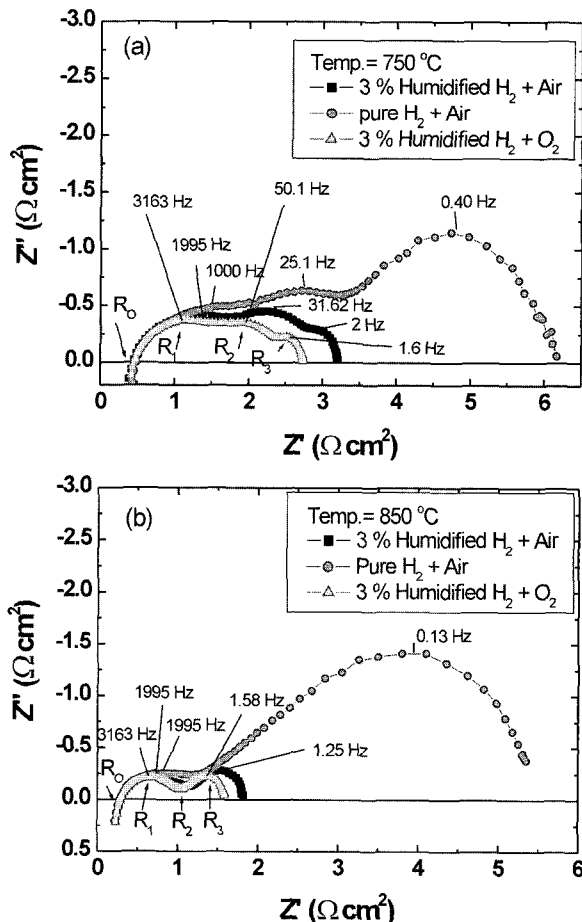 (a)
Temp.= 750 °C
3 % Humidified H₂ + Air
pure H₂ + Air
3 % Humidified H₂ + O₂
-3.0
-2.5
-2.0
-1.5
-1.0
-0.5
0.0
Z" (Ω cm²)
3163 Hz
1995 Hz
1000 Hz
50.1 Hz
25.1 Hz
0.40 Hz
31.62 Hz
2 Hz
1.6 Hz
R_O
R₁
R₂
R₃
0 1 2 3 4 5 6
Z' (Ω cm²)
(b)
Temp.= 850 °C
3 % Humidified H₂ + Air
Pure H₂ + Air
3 % Humidified H₂ + O₂
-3.0
-2.5
-2.0
-1.5
-1.0
-0.5
0.0
0.5
Z" (Ω cm²)
3163 Hz
1995 Hz
1995 Hz
1.58 Hz
1.25 Hz
0.13 Hz
R_O
R₁
R₂
R₃
0 1 2 3 4 5 6
Z' (Ω cm²)